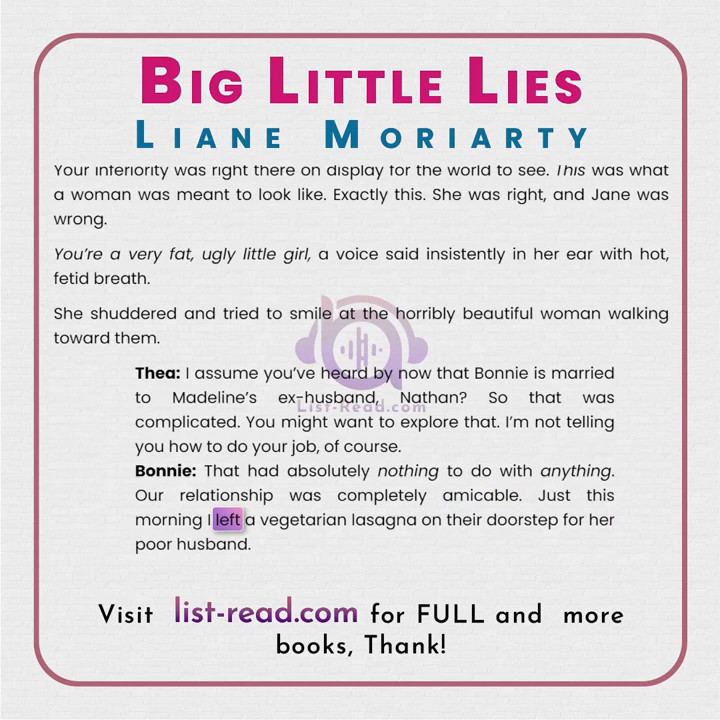 BIG LITTLE LIES
LIANE MORIARTY
Your inferiority was right there on display for the world to see. This was what
a woman was meant to look like. Exactly this. She was right, and Jane was
wrong.
You’re a very fat, ugly little girl, a voice said insistently in her ear with hot,
fetid breath.
She shuddered and tried to smile at the horribly beautiful woman walking
toward them.
Thea: I assume you’ve heard by now that Bonnie is married
to Madeline’s ex-husband, Nathan? So that was
List-Read.com
complicated. You might want to explore that. I’m not telling
you how to do your job, of course.
Bonnie: That had absolutely nothing to do with anything.
Our relationship was completely amicable. Just this
morning I left a vegetarian lasagna on their doorstep for her
poor husband.
Visit list-read.com for FULL and more
books, Thank!